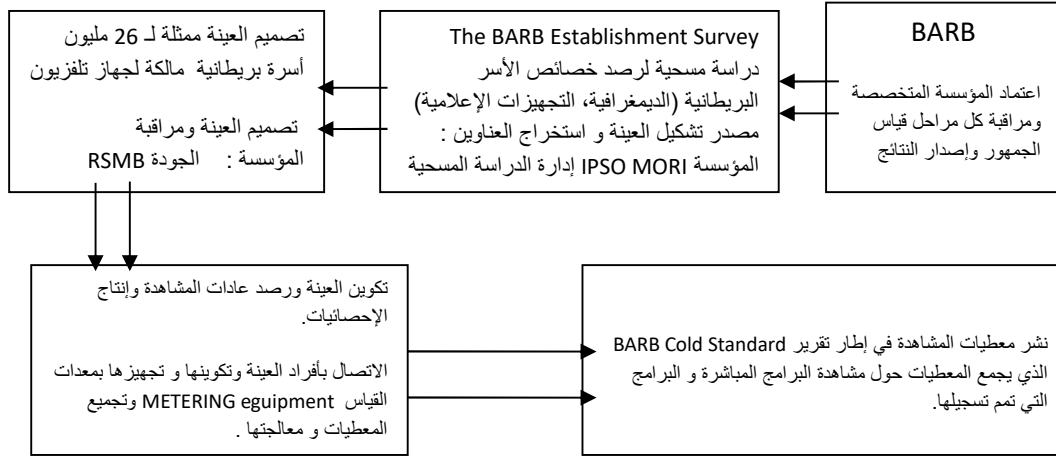 BARB
اعتماد المؤسسة المتخصصة
ومراقبة كل مراحل قياس
الجمهور وإصدار النتائج
The BARB Establishment Survey
دراسة مسحية لرصد خصائص الأسر
البريطانية (الديمغرافية، التجهيزات الإعلامية)
مصدر تشكيل العينة و استخراج العناوين :
المؤسسة IPSO MORI إدارة الدراسة المسحية
تصميم العينة ممثلة لـ 26 مليون
أسرة بريطانية مالكة لجهاز تلفزيون
تصميم العينة ومراقبة
المؤسسة : الجودة RSMB
تكوين العينة ورصد عادات المشاهدة وإنتاج
الإحصائيات.
الاتصال بأفراد العينة وتكوينها و تجهيزها بمعدات
القياس METERING eguipment وتجميع
المعطيات و معالجتها .
نشر معطيات المشاهدة في إطار تقرير BARB Cold Standard
الذي يجمع المعطيات حول مشاهدة البرامج المباشرة و البرامج
التي تمم تسجيلها.